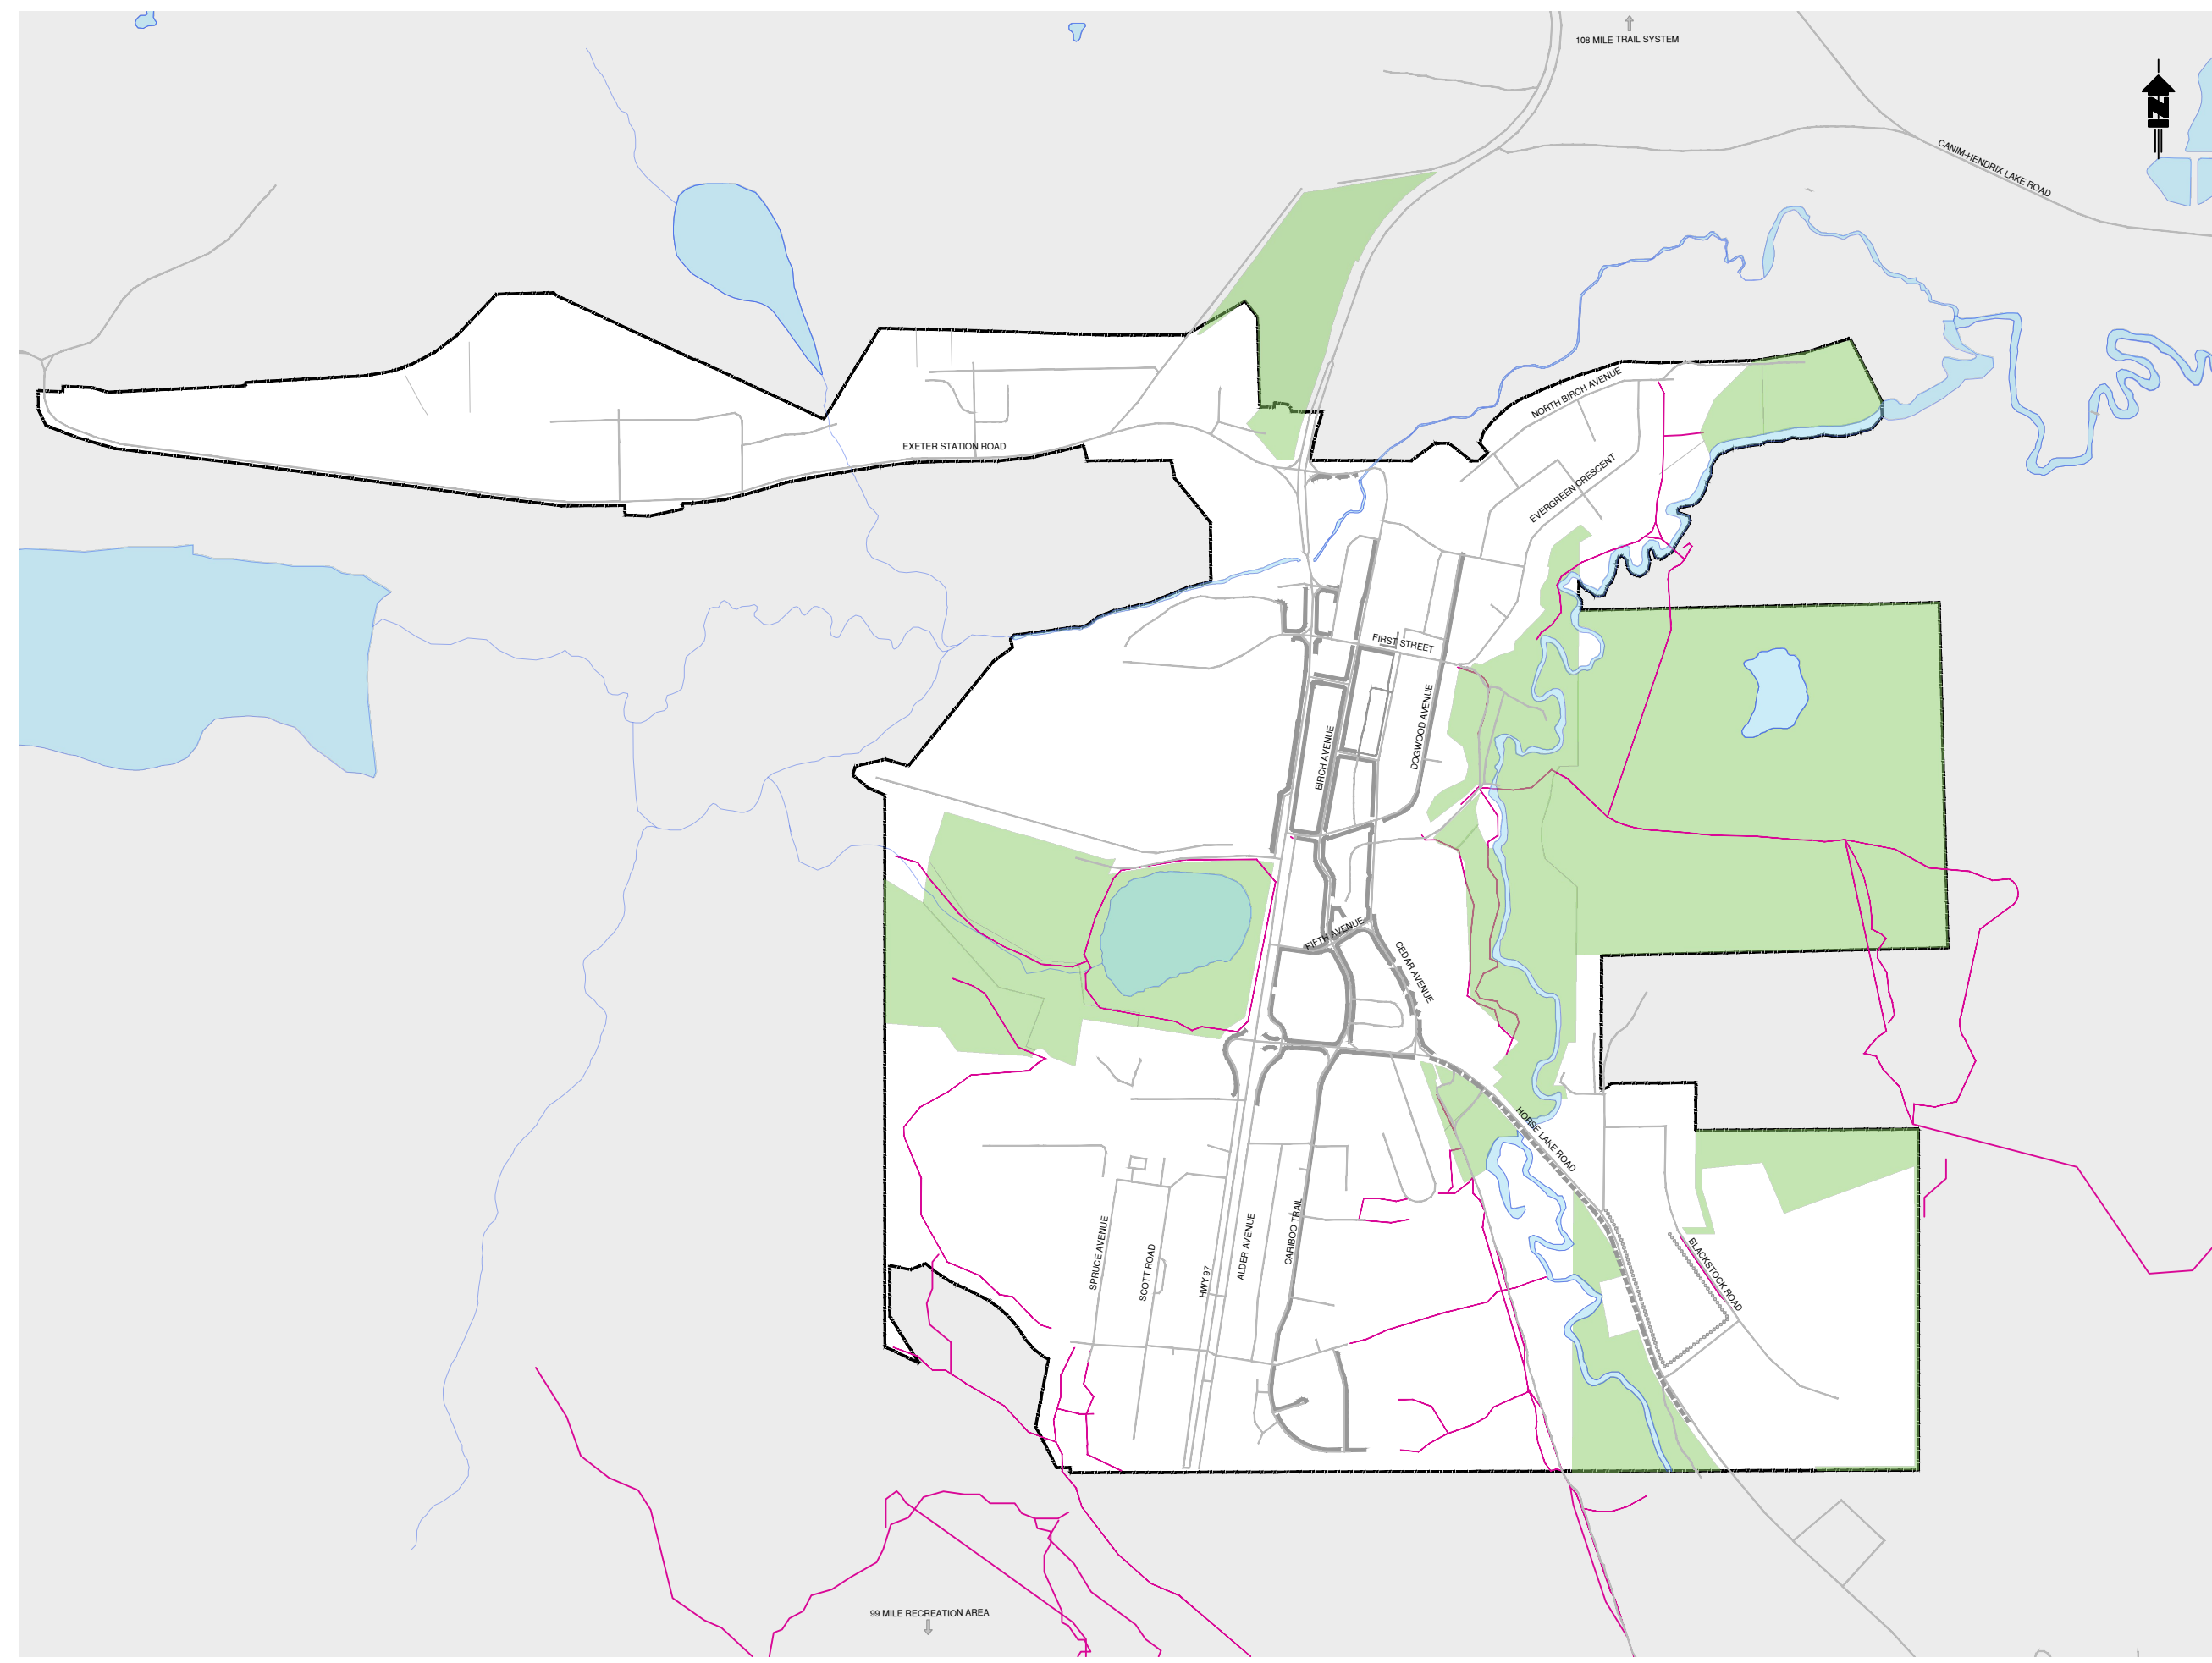 108 MILE TRAIL SYSTEM
N
CANIM-HENDRIX LAKE ROAD
NORTH BIRCH AVENUE
EXETER STATION ROAD
EVERGREEN CRESCENT
FIRST STREET
DOGWOOD AVENUE
BIRCH AVENUE
FIFTH AVENUE
CEDAR AVENUE
HORSE LAKE ROAD
SPRUCE AVENUE
SCOTT ROAD
HWY 97
ALDER AVENUE
CARIBOO TRAIL
BLACKSTOCK ROAD
99 MILE RECREATION AREA